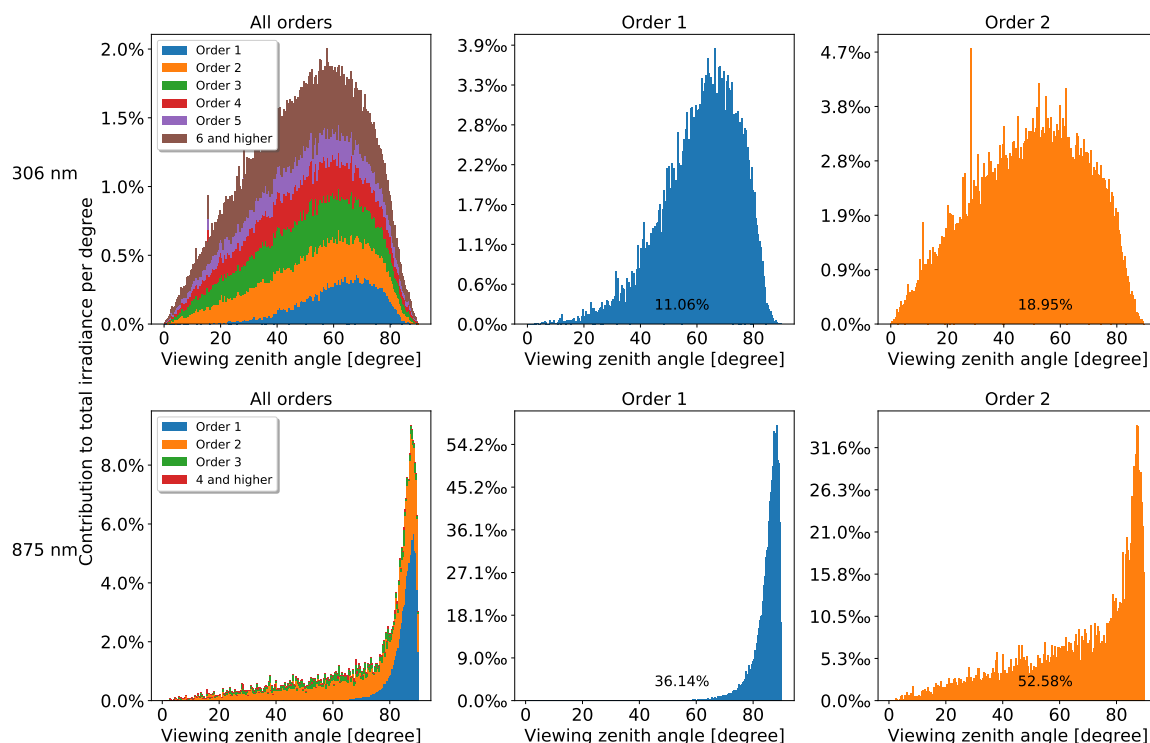 All orders
Order 1
Order 2
306 nm
Contribution to total irradiance per degree
2.0%
1.5%
1.0%
0.5%
0.0%
Order 1
Order 2
Order 3
Order 4
Order 5
6 and higher
0 20 40 60 80
Viewing zenith angle [degree]
3.9‰
3.3‰
2.8‰
2.2‰
1.7‰
1.1‰
0.6‰
0.0‰
11.06%
0 20 40 60 80
Viewing zenith angle [degree]
4.7‰
3.8‰
2.8‰
1.9‰
0.9‰
0.0‰
18.95%
0 20 40 60 80
Viewing zenith angle [degree]
All orders
Order 1
Order 2
875 nm
8.0%
6.0%
4.0%
2.0%
0.0%
Order 1
Order 2
Order 3
4 and higher
0 20 40 60 80
Viewing zenith angle [degree]
54.2‰
45.2‰
36.1‰
27.1‰
18.1‰
9.0‰
0.0‰
36.14%
0 20 40 60 80
Viewing zenith angle [degree]
31.6‰
26.3‰
21.0‰
15.8‰
10.5‰
5.3‰
0.0‰
52.58%
0 20 40 60 80
Viewing zenith angle [degree]